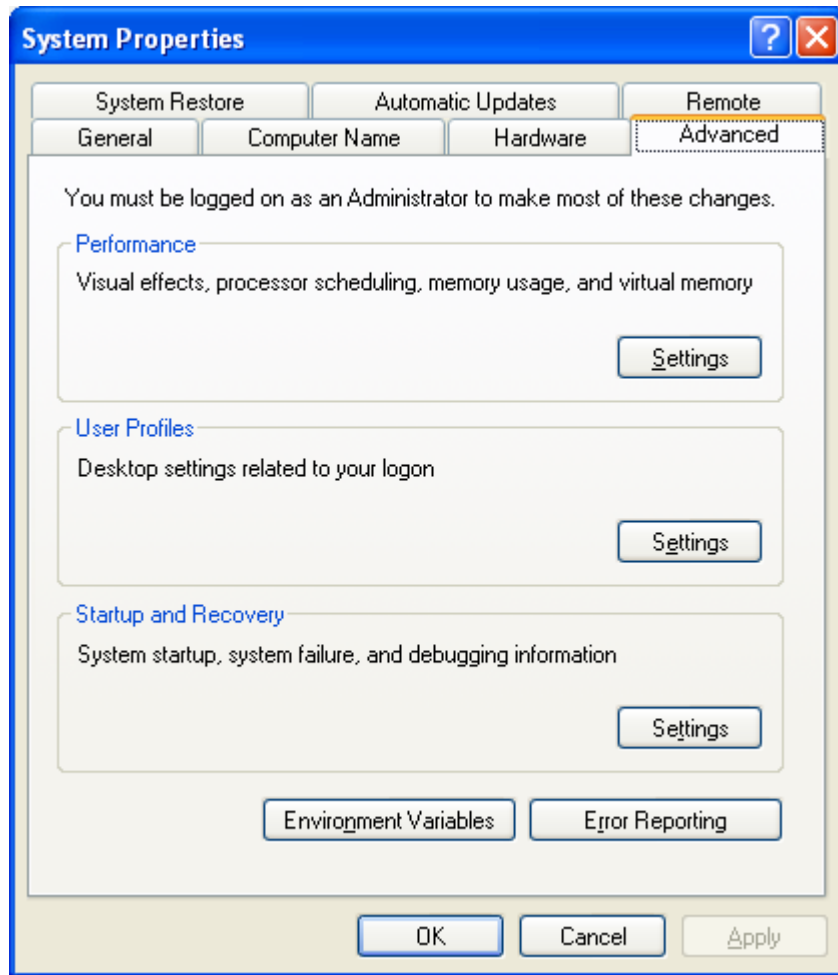 System Properties
System Restore Automatic Updates Remote
General Computer Name Hardware Advanced
You must be logged on as an Administrator to make most of these changes.
Performance
Visual effects, processor scheduling, memory usage, and virtual memory
Settings
User Profiles
Desktop settings related to your logon
Settings
Startup and Recovery
System startup, system failure, and debugging information
Settings
Environment Variables Error Reporting
OK Cancel Apply